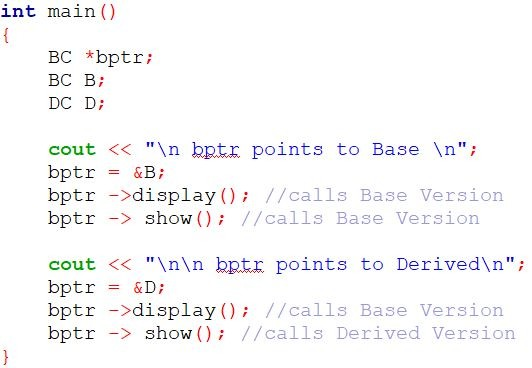 int main()
{
BC *bptr;
BC B;
DC D;
cout << "\n bptr points to Base \n";
bptr = &B;
bptr ->display(); //calls Base Version
bptr -> show(); //calls Base Version
cout << "\n\n bptr points to Derived\n";
bptr = &D;
bptr ->display(); //calls Base Version
bptr -> show(); //calls Derived Version
}